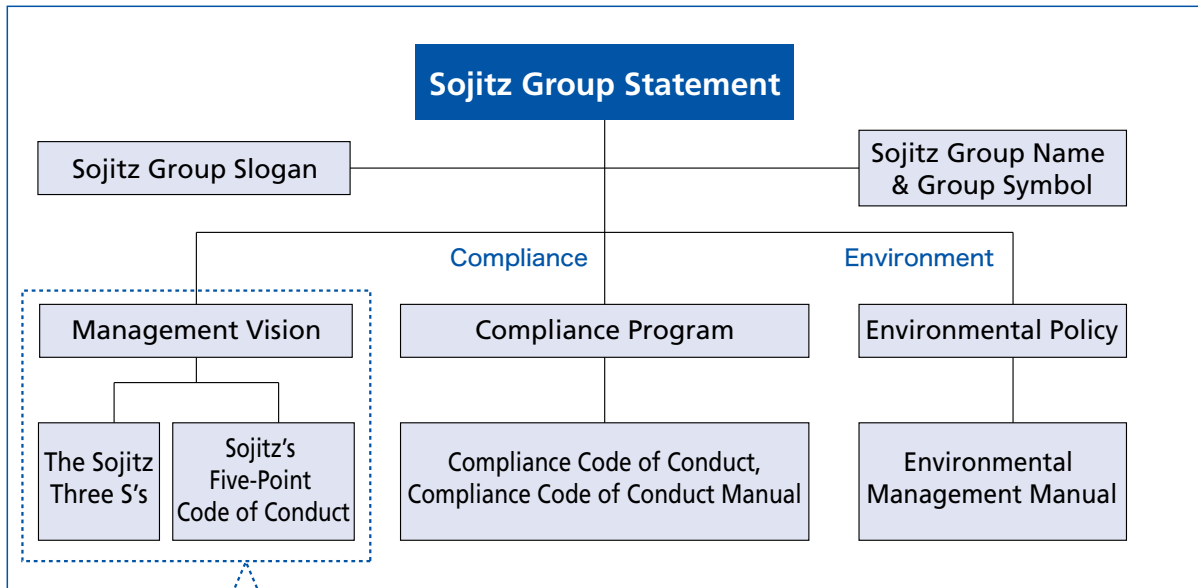 Sojitz Group Statement
Sojitz Group Slogan
Sojitz Group Name
& Group Symbol
Compliance
Environment
Management Vision
Compliance Program
Environmental Policy
The Sojitz
Three S's
Sojitz's
Five-Point
Code of Conduct
Compliance Code of Conduct,
Compliance Code of Conduct Manual
Environmental
Management Manual